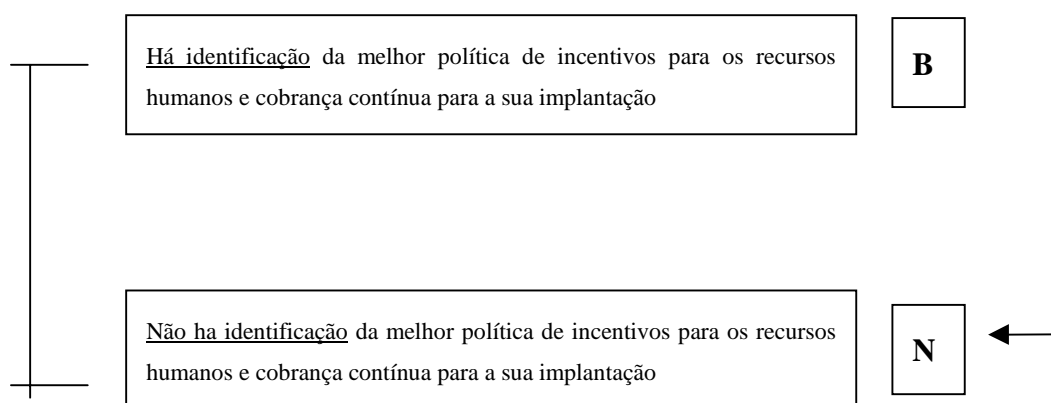 Há identificação da melhor política de incentivos para os recursos
humanos e cobrança contínua para a sua implantação
B
Não ha identificação da melhor política de incentivos para os recursos
humanos e cobrança contínua para a sua implantação
N